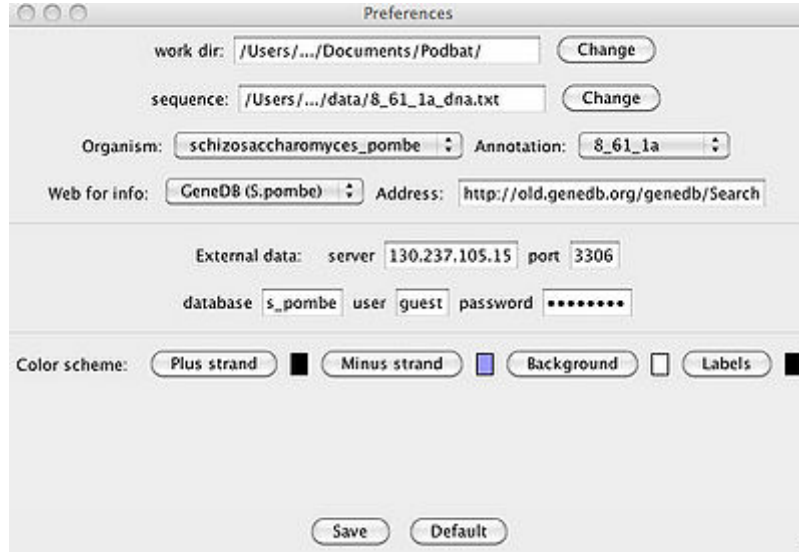 Preferences
work dir: /Users/.../Documents/Podbat/ Change
sequence: /Users/.../data/8_61_1a_dna.txt Change
Organism: schizosaccharomyces_pombe Annotation: 8_61_1a
Web for info: GeneDB (S.pombe) Address: http://old.genedb.org/genedb/Search
External data: server 130.237.105.15 port 3306
database s_pombe user guest password ••••••••
Color scheme: Plus strand Minus strand Background Labels
Save Default